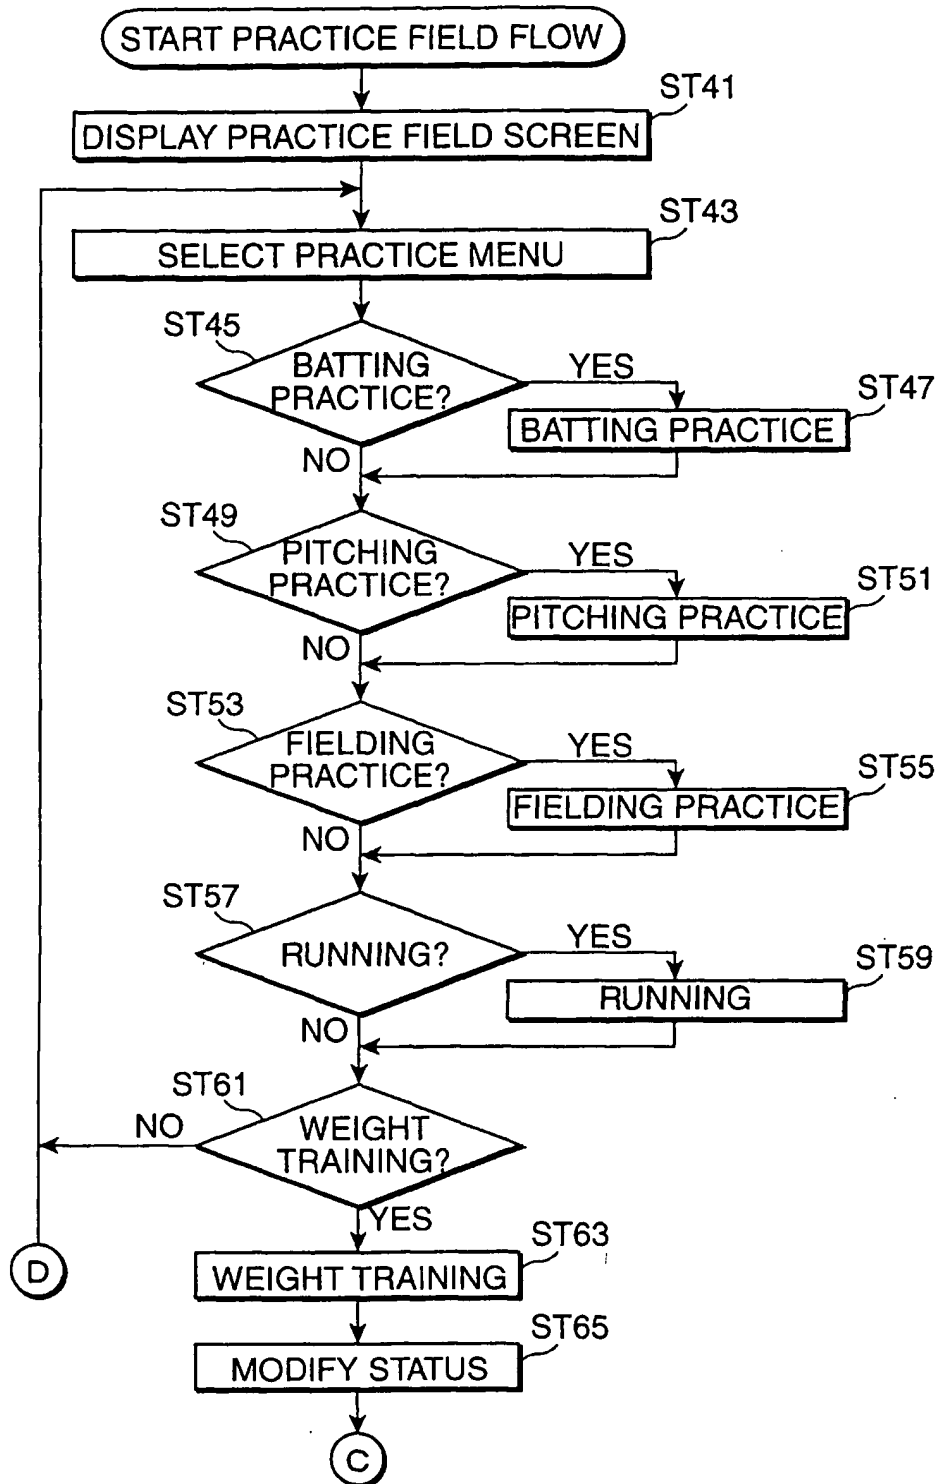 START PRACTICE FIELD FLOW
ST41
DISPLAY PRACTICE FIELD SCREEN
ST43
SELECT PRACTICE MENU
ST45
BATTING
PRACTICE?
YES
ST47
BATTING PRACTICE
NO
ST49
PITCHING
PRACTICE?
YES
ST51
PITCHING PRACTICE
NO
ST53
FIELDING
PRACTICE?
YES
ST55
FIELDING PRACTICE
NO
ST57
RUNNING?
YES
ST59
RUNNING
NO
ST61
NO
WEIGHT
TRAINING?
YES
ST63
D
WEIGHT TRAINING
ST65
MODIFY STATUS
C